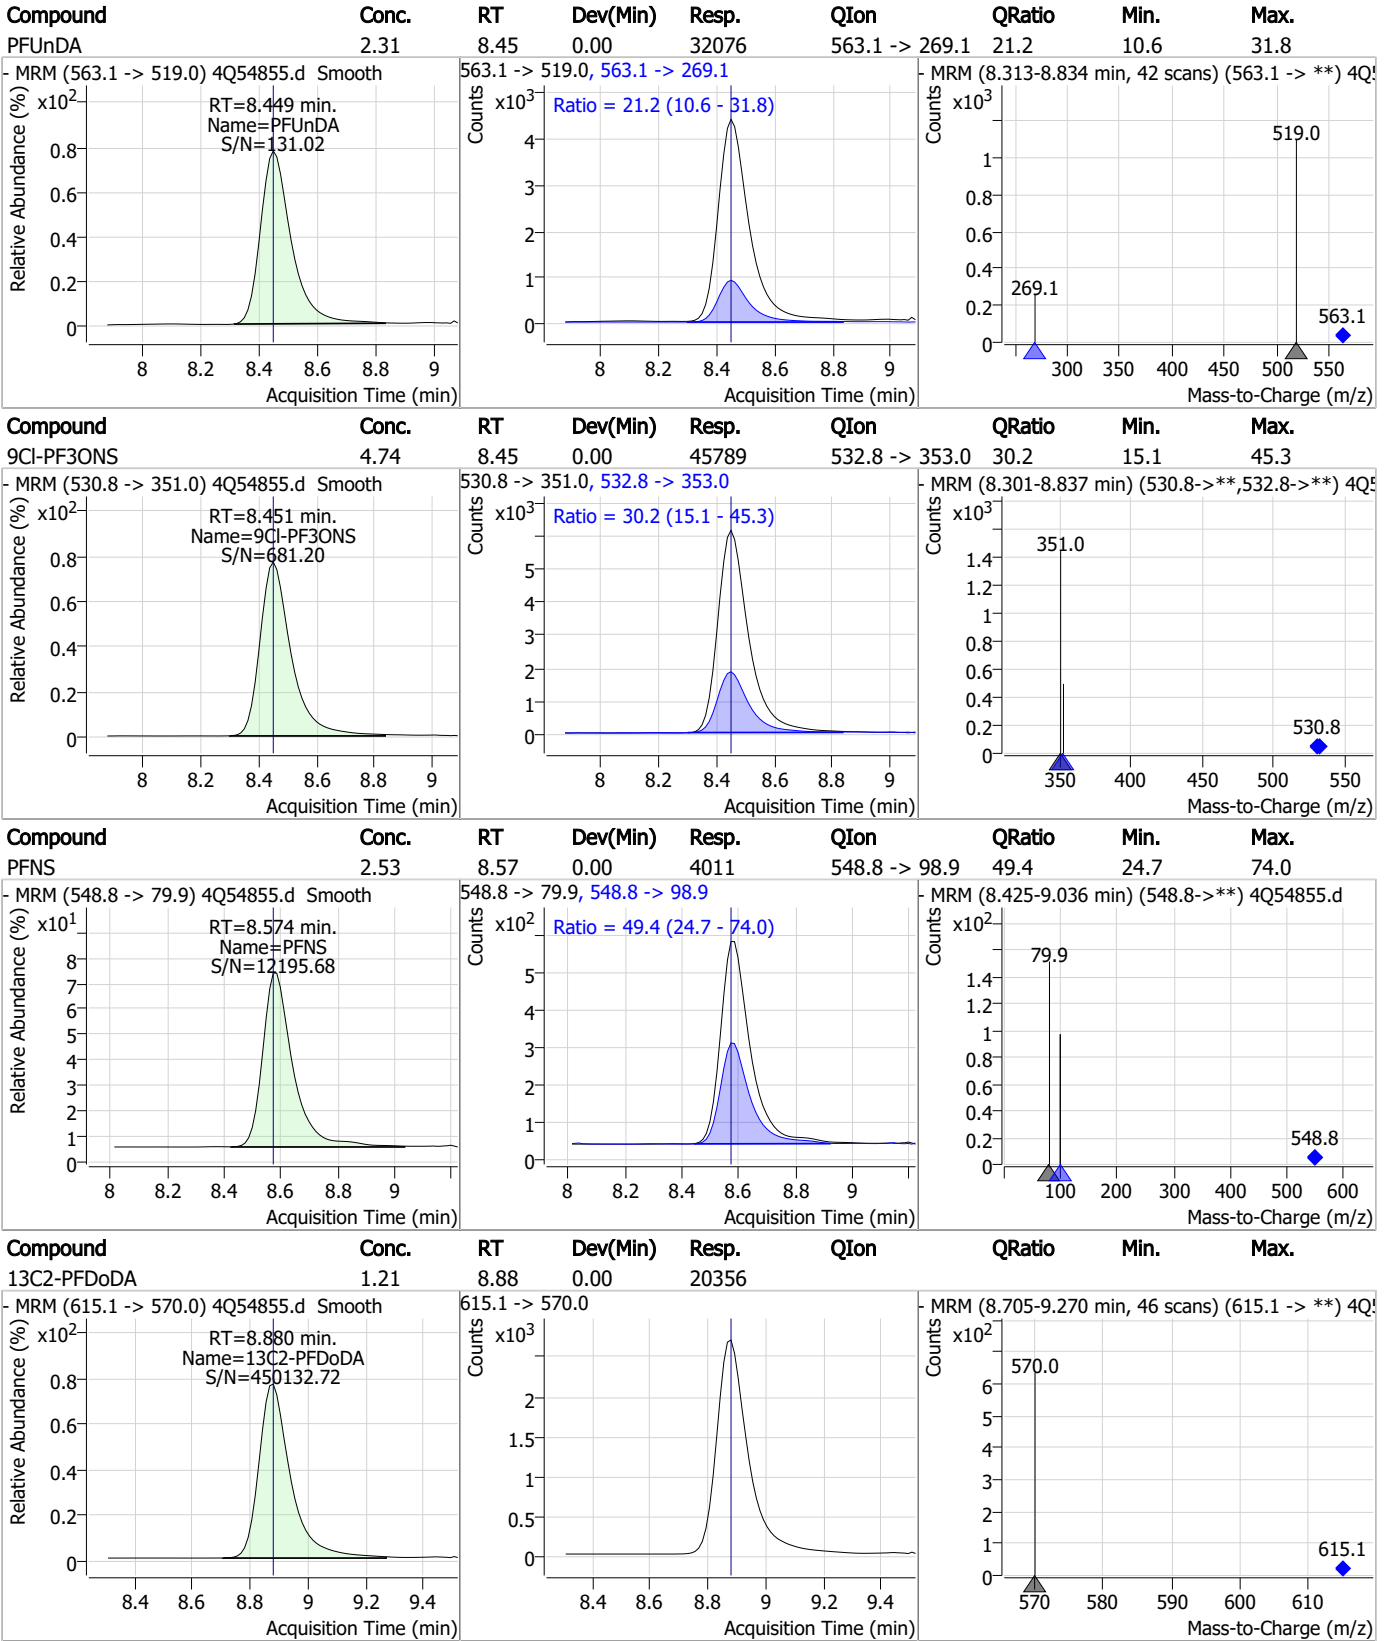 Compound Conc. RT Dev(Min) Resp. QIon QRatio Min. Max.
PFUnDA 2.31 8.45 0.00 32076 563.1 -> 269.1 21.2 10.6 31.8
- MRM (563.1 -> 519.0) 4Q54855.d Smooth
Relative Abundance (%)
x10²
RT=8.449 min.
Name=PFUnDA
S/N=131.02
0.8
0.6
0.4
0.2
0
8 8.2 8.4 8.6 8.8 9
Acquisition Time (min)
563.1 -> 519.0, 563.1 -> 269.1
Counts
x10³
Ratio = 21.2 (10.6 - 31.8)
4
3
2
1
0
8 8.2 8.4 8.6 8.8 9
Acquisition Time (min)
- MRM (8.313-8.834 min, 42 scans) (563.1 -> **) 4Q5
Counts
x10³
519.0
1
0.8
0.6
0.4
0.2
0
269.1
563.1
300 350 400 450 500 550
Mass-to-Charge (m/z)
Compound Conc. RT Dev(Min) Resp. QIon QRatio Min. Max.
9Cl-PF3ONS 4.74 8.45 0.00 45789 532.8 -> 353.0 30.2 15.1 45.3
- MRM (530.8 -> 351.0) 4Q54855.d Smooth
Relative Abundance (%)
x10²
RT=8.451 min.
Name=9Cl-PF3ONS
S/N=681.20
0.8
0.6
0.4
0.2
0
8 8.2 8.4 8.6 8.8 9
Acquisition Time (min)
530.8 -> 351.0, 532.8 -> 353.0
Counts
x10³
Ratio = 30.2 (15.1 - 45.3)
5
4
3
2
1
0
8 8.2 8.4 8.6 8.8 9
Acquisition Time (min)
- MRM (8.301-8.837 min) (530.8->**,532.8->**) 4Q5
Counts
x10³
351.0
1.4
1.2
1
0.8
0.6
0.4
0.2
0
530.8
350 400 450 500 550
Mass-to-Charge (m/z)
Compound Conc. RT Dev(Min) Resp. QIon QRatio Min. Max.
PFNS 2.53 8.57 0.00 4011 548.8 -> 98.9 49.4 24.7 74.0
- MRM (548.8 -> 79.9) 4Q54855.d Smooth
Relative Abundance (%)
x10¹
RT=8.574 min.
Name=PFNS
S/N=12195.68
8
7
6
5
4
3
2
1
0
8 8.2 8.4 8.6 8.8 9
Acquisition Time (min)
548.8 -> 79.9, 548.8 -> 98.9
Counts
x10²
Ratio = 49.4 (24.7 - 74.0)
5
4
3
2
1
0
8 8.2 8.4 8.6 8.8 9
Acquisition Time (min)
- MRM (8.425-9.036 min) (548.8->**) 4Q54855.d
Counts
x10²
79.9
1.4
1.2
1
0.8
0.6
0.4
0.2
0
548.8
100 200 300 400 500 600
Mass-to-Charge (m/z)
Compound Conc. RT Dev(Min) Resp. QIon QRatio Min. Max.
13C2-PFDoDA 1.21 8.88 0.00 20356
- MRM (615.1 -> 570.0) 4Q54855.d Smooth
Relative Abundance (%)
x10²
RT=8.880 min.
Name=13C2-PFDoDA
S/N=450132.72
0.8
0.6
0.4
0.2
0
8.4 8.6 8.8 9 9.2 9.4
Acquisition Time (min)
615.1 -> 570.0
Counts
x10³
2
1.5
1
0.5
0
8.4 8.6 8.8 9 9.2 9.4
Acquisition Time (min)
- MRM (8.705-9.270 min, 46 scans) (615.1 -> **) 4Q5
Counts
x10²
570.0
6
5
4
3
2
1
0
615.1
570 580 590 600 610
Mass-to-Charge (m/z)